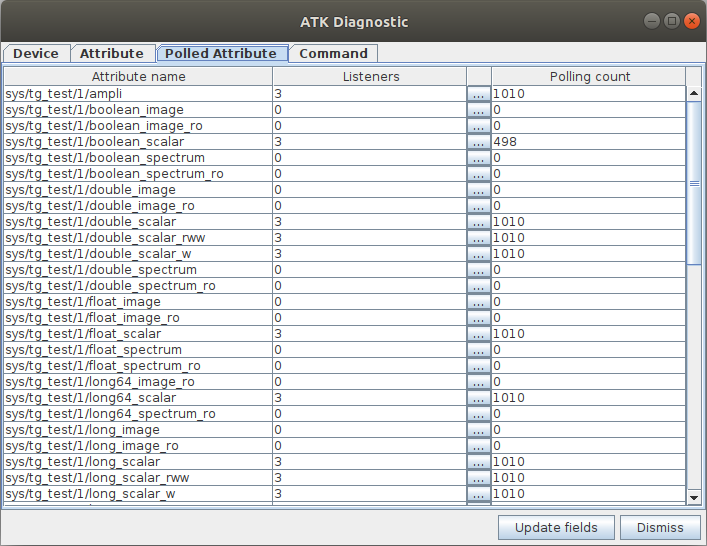 ATK Diagnostic
Device Attribute Polled Attribute Command
Attribute name Listeners Polling count
sys/tg_test/1/ampli 3 ... 1010
sys/tg_test/1/boolean_image 0 ... 0
sys/tg_test/1/boolean_image_ro 0 ... 0
sys/tg_test/1/boolean_scalar 3 ... 498
sys/tg_test/1/boolean_spectrum 0 ... 0
sys/tg_test/1/boolean_spectrum_ro 0 ... 0
sys/tg_test/1/double_image 0 ... 0
sys/tg_test/1/double_image_ro 0 ... 0
sys/tg_test/1/double_scalar 3 ... 1010
sys/tg_test/1/double_scalar_rww 3 ... 1010
sys/tg_test/1/double_scalar_w 3 ... 1010
sys/tg_test/1/double_spectrum 0 ... 0
sys/tg_test/1/double_spectrum_ro 0 ... 0
sys/tg_test/1/float_image 0 ... 0
sys/tg_test/1/float_image_ro 0 ... 0
sys/tg_test/1/float_scalar 3 ... 1010
sys/tg_test/1/float_spectrum 0 ... 0
sys/tg_test/1/float_spectrum_ro 0 ... 0
sys/tg_test/1/long64_image_ro 0 ... 0
sys/tg_test/1/long64_scalar 3 ... 1010
sys/tg_test/1/long64_spectrum_ro 0 ... 0
sys/tg_test/1/long_image 0 ... 0
sys/tg_test/1/long_image_ro 0 ... 0
sys/tg_test/1/long_scalar 3 ... 1010
sys/tg_test/1/long_scalar_rww 3 ... 1010
sys/tg_test/1/long_scalar_w 3 ... 1010
Update fields Dismiss